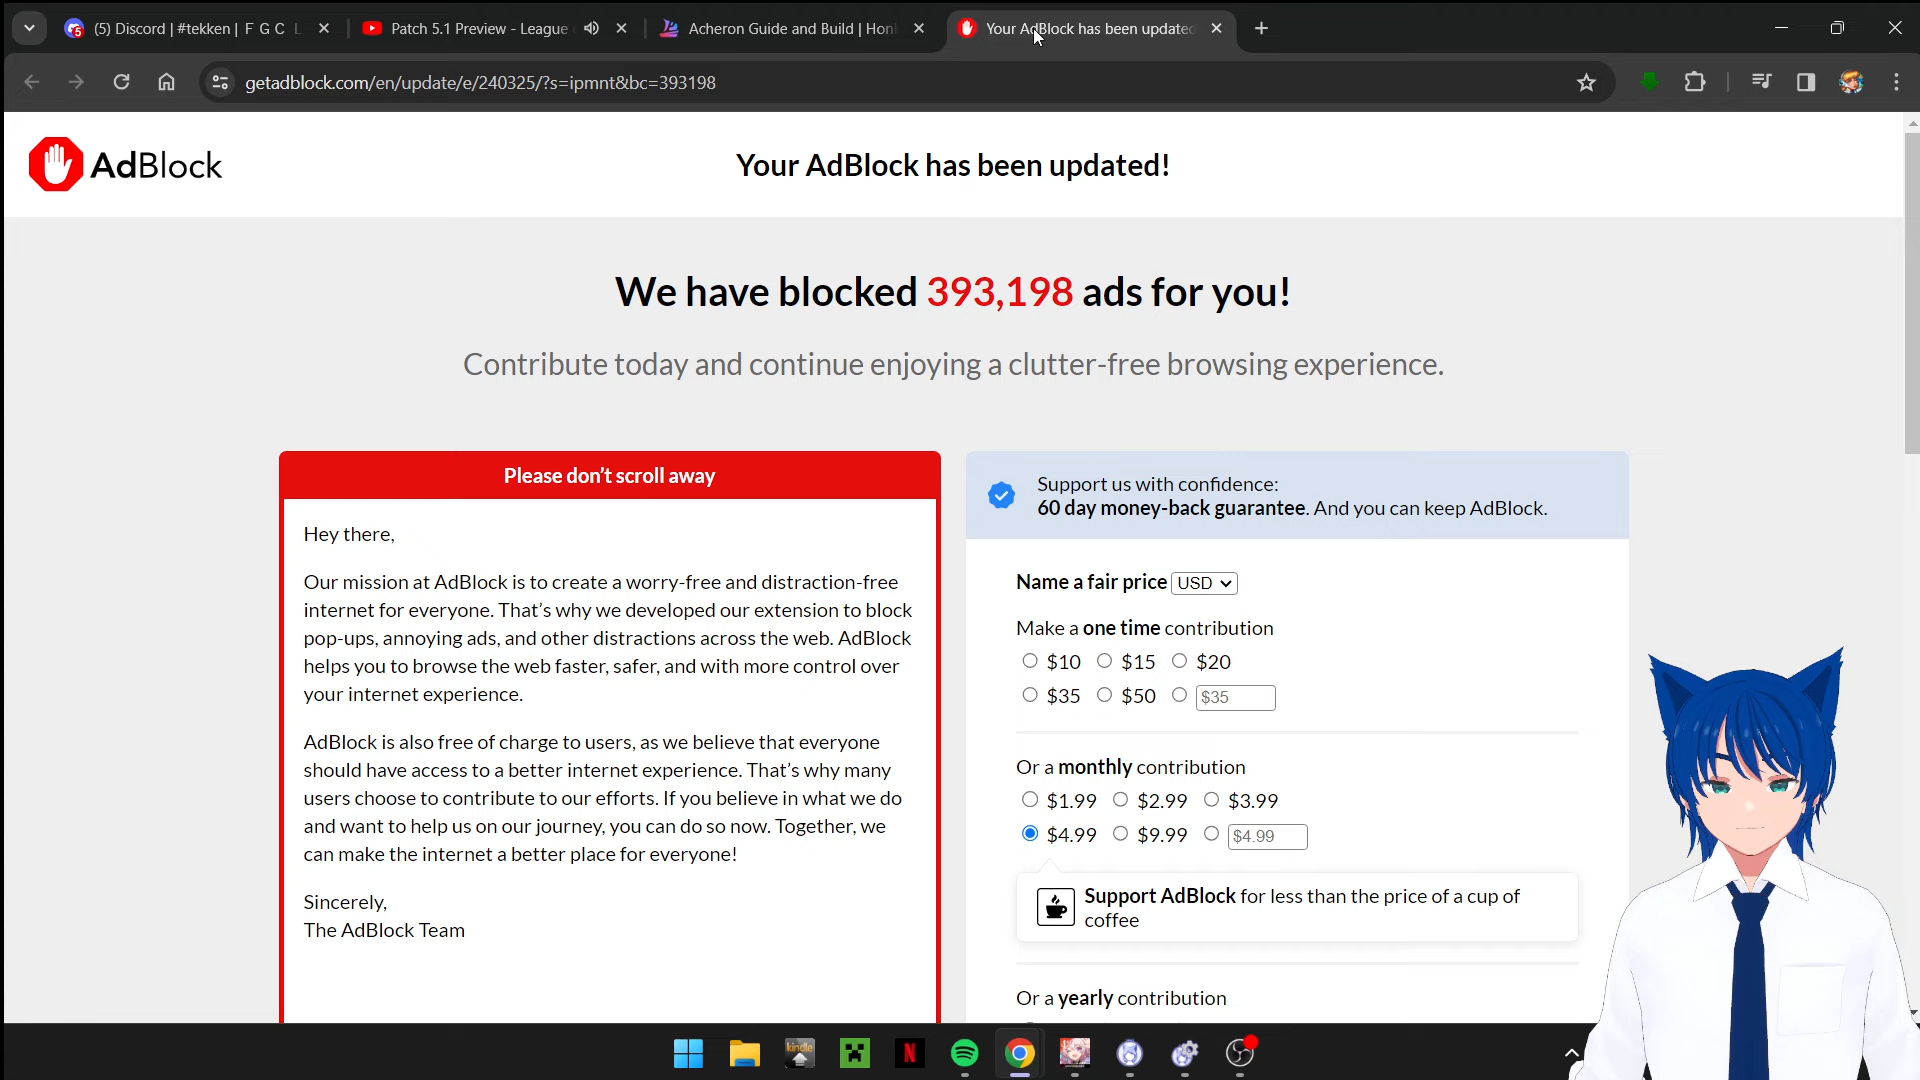 (5) Discord | #tekken | F G C L
Patch 5.1 Preview - League
Acheron Guide and Build | Hon
Your AdBlock has been updated
getadblock.com/en/update/e/240325/?s=ipmnt&bc=393198
AdBlock
Your AdBlock has been updated!
We have blocked 393,198 ads for you!
Contribute today and continue enjoying a clutter-free browsing experience.
Please don’t scroll away
Hey there,
Our mission at AdBlock is to create a worry-free and distraction-free
internet for everyone. That’s why we developed our extension to block
pop-ups, annoying ads, and other distractions across the web. AdBlock
helps you to browse the web faster, safer, and with more control over
your internet experience.
AdBlock is also free of charge to users, as we believe that everyone
should have access to a better internet experience. That’s why many
users choose to contribute to our efforts. If you believe in what we do
and want to help us on our journey, you can do so now. Together, we
can make the internet a better place for everyone!
Sincerely,
The AdBlock Team
Support us with confidence:
60 day money-back guarantee. And you can keep AdBlock.
Name a fair price USD
Make a one time contribution
$10 $15 $20
$35 $50 $35
Or a monthly contribution
$1.99 $2.99 $3.99
$4.99 $9.99 $4.99
Support AdBlock for less than the price of a cup of
coffee
Or a yearly contribution
kindle
N